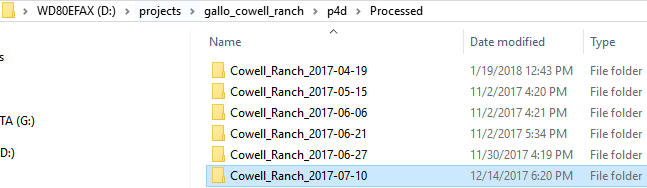 WD80EFAX (D:) > projects > gallo_cowell_ranch > p4d > Processed
Name Date modified Type
Cowell_Ranch_2017-04-19 1/19/2018 12:43 PM File folder
s Cowell_Ranch_2017-05-15 11/2/2017 4:20 PM File folder
Cowell_Ranch_2017-06-06 11/2/2017 4:21 PM File folder
TA (G:) Cowell_Ranch_2017-06-21 11/2/2017 5:34 PM File folder
D:) Cowell_Ranch_2017-06-27 11/30/2017 4:19 PM File folder
Cowell_Ranch_2017-07-10 12/14/2017 6:20 PM File folder